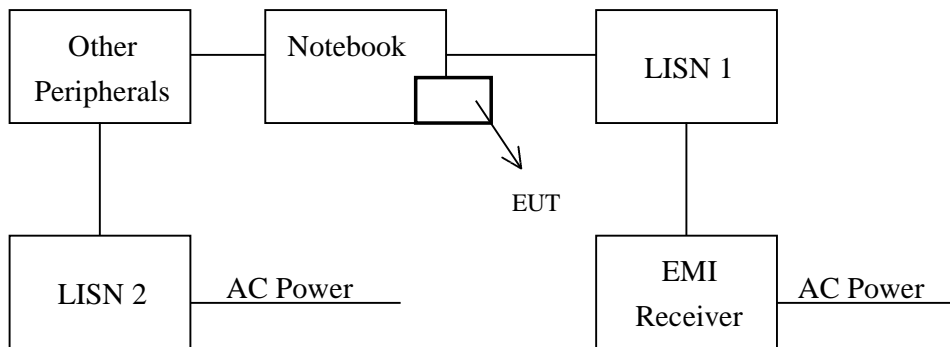 Other
Peripherals
Notebook
LISN 1
EUT
LISN 2
AC Power
EMI
Receiver
AC Power